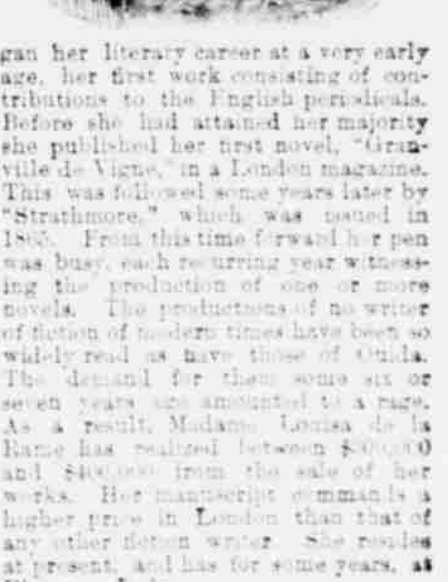 gan her literary career at a very early
age, her first work consisting of con-
tributions to the English periodicals.
Before she had attained her majority
she published her first novel, "Gran-
ville de Vigne," in a London magazine.
This was followed some years later by
"Strathmore," which was issued in
1865. From this time forward her pen
was busy, each recurring year witness-
ing the production of one or more
novels. The productions of no writer
of fiction of modern times have been so
widely read as have those of Ouida.
The demand for them some six or
seven years ago amounted to a rage.
As a result, Madame Louisa de la
Rame has realized between $300,000
and $400,000 from the sale of her
works. Her manuscript commands a
higher price in London than that of
any other fiction writer. She resides
at present, and has for some years, at